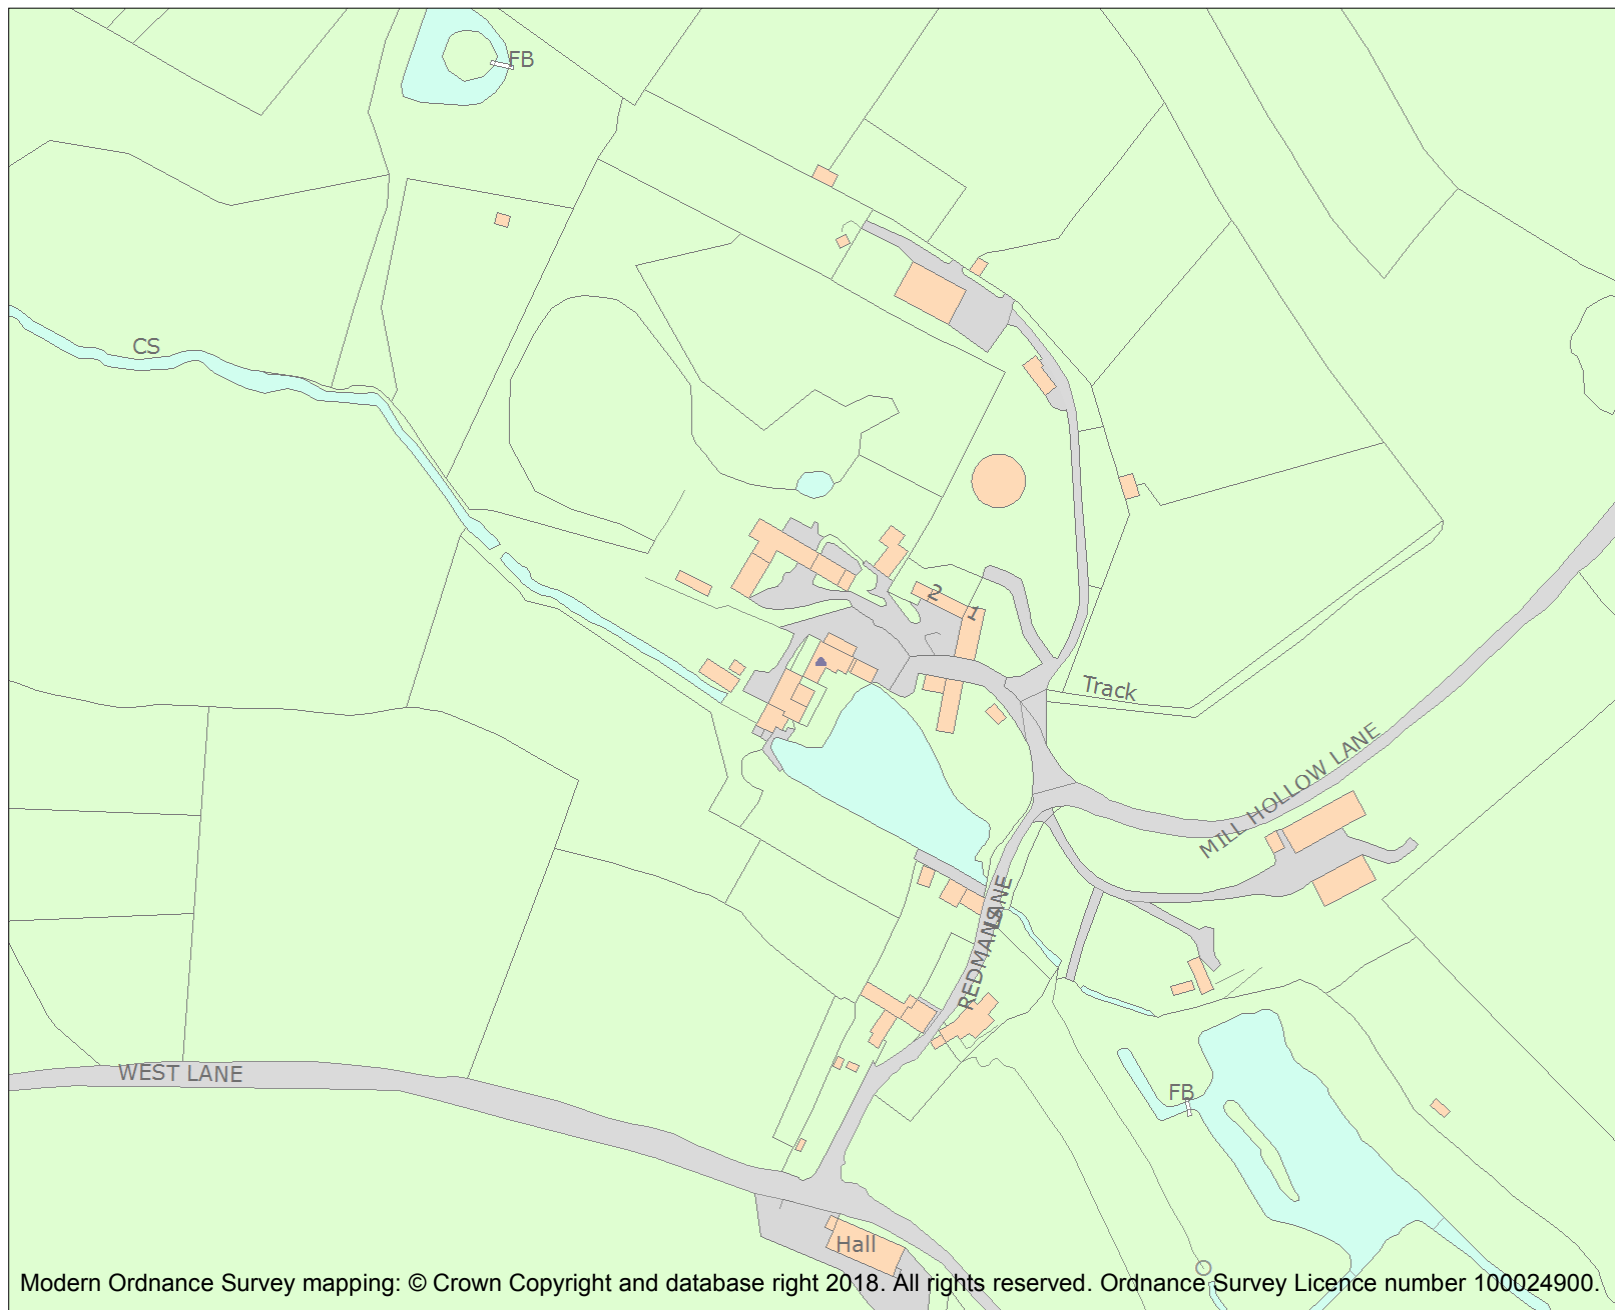 FB
CS
2
1
Track
MILL HOLLOW LANE
REDMANS LANE
WEST LANE
FB
Hall
Modern Ordnance Survey mapping: © Crown Copyright and database right 2018. All rights reserved. Ordnance Survey Licence number 100024900.